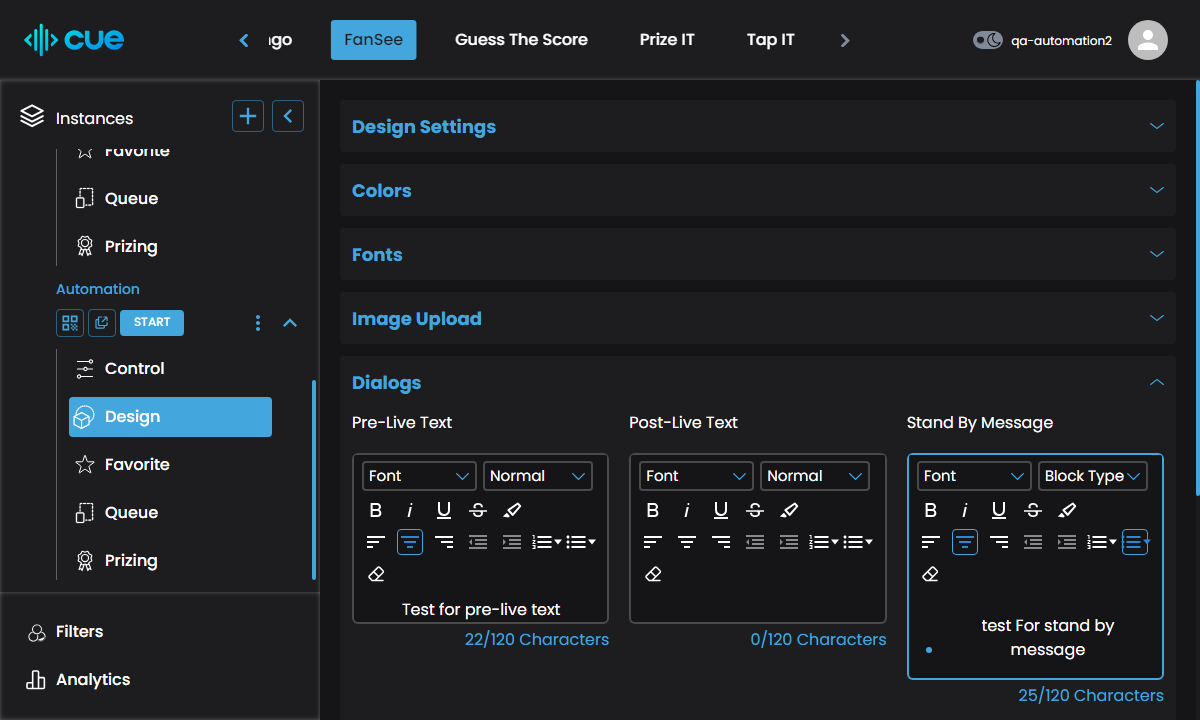 cue
ngo
FanSee
Guess The Score
Prize IT
Tap IT
qa-automation2
Instances
Favorite
Queue
Prizing
Automation
START
Control
Design
Favorite
Queue
Prizing
Filters
Analytics
Design Settings
Colors
Fonts
Image Upload
Dialogs
Pre-Live Text
Post-Live Text
Stand By Message
Font
Normal
Font
Normal
Font
Block Type
Test for pre-live text
22/120 Characters
0/120 Characters
test For stand by
message
25/120 Characters